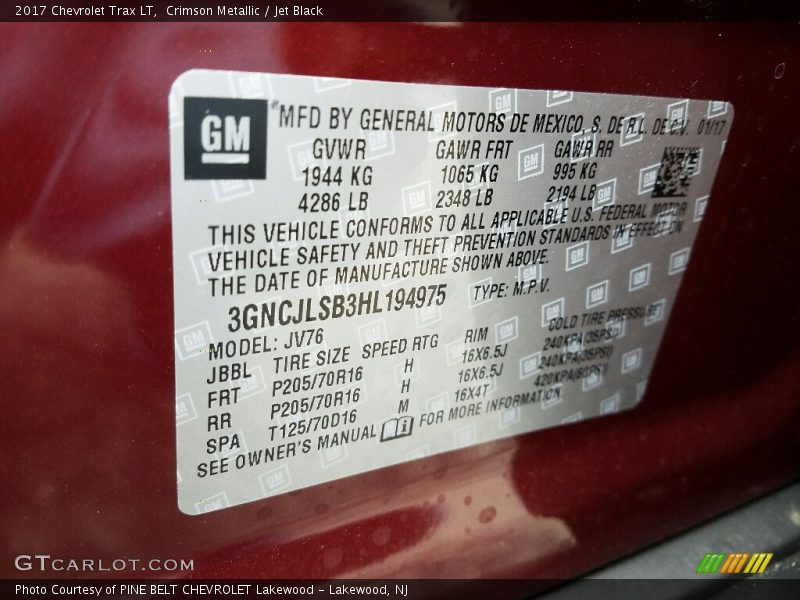 2017 Chevrolet Trax LT,  Crimson Metallic / Jet Black
GM
MFD BY GENERAL MOTORS DE MEXICO, S. DE R.L. DE C.V. 01/17
GVWR GAWR FRT GAWR RR
1944 KG 1065 KG 995 KG
4286 LB 2348 LB 2194 LB
THIS VEHICLE CONFORMS TO ALL APPLICABLE U.S. FEDERAL MOTOR
VEHICLE SAFETY AND THEFT PREVENTION STANDARDS IN EFFECT ON
THE DATE OF MANUFACTURE SHOWN ABOVE.
3GNCJLSB3HL194975 TYPE: M.P.V.
MODEL: JV76
JBBL TIRE SIZE SPEED RTG RIM COLD TIRE PRESSURE
FRT P205/70R16 H 16X6.5J 240KPA(35PSI)
RR P205/70R16 H 16X6.5J 240KPA(35PSI)
SPA T125/70D16 M 16X4T 420KPA(60PSI)
SEE OWNER'S MANUAL FOR MORE INFORMATION
GTCARLOT.COM
Photo Courtesy of PINE BELT CHEVROLET Lakewood - Lakewood, NJ